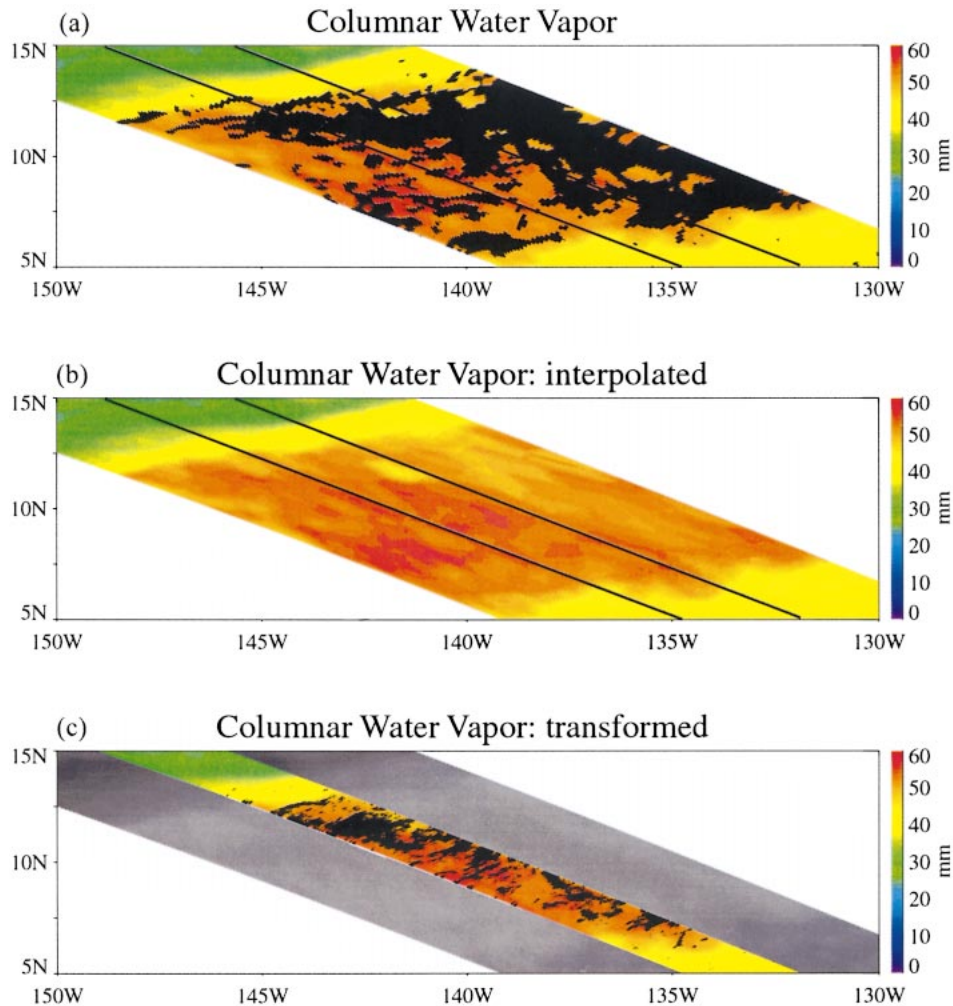 (a) Columnar Water Vapor
15N
10N
5N
150W 145W 140W 135W 130W
60
50
40
30
20
10
0
mm
(b) Columnar Water Vapor: interpolated
15N
10N
5N
150W 145W 140W 135W 130W
60
50
40
30
20
10
0
mm
(c) Columnar Water Vapor: transformed
15N
10N
5N
150W 145W 140W 135W 130W
60
50
40
30
20
10
0
mm